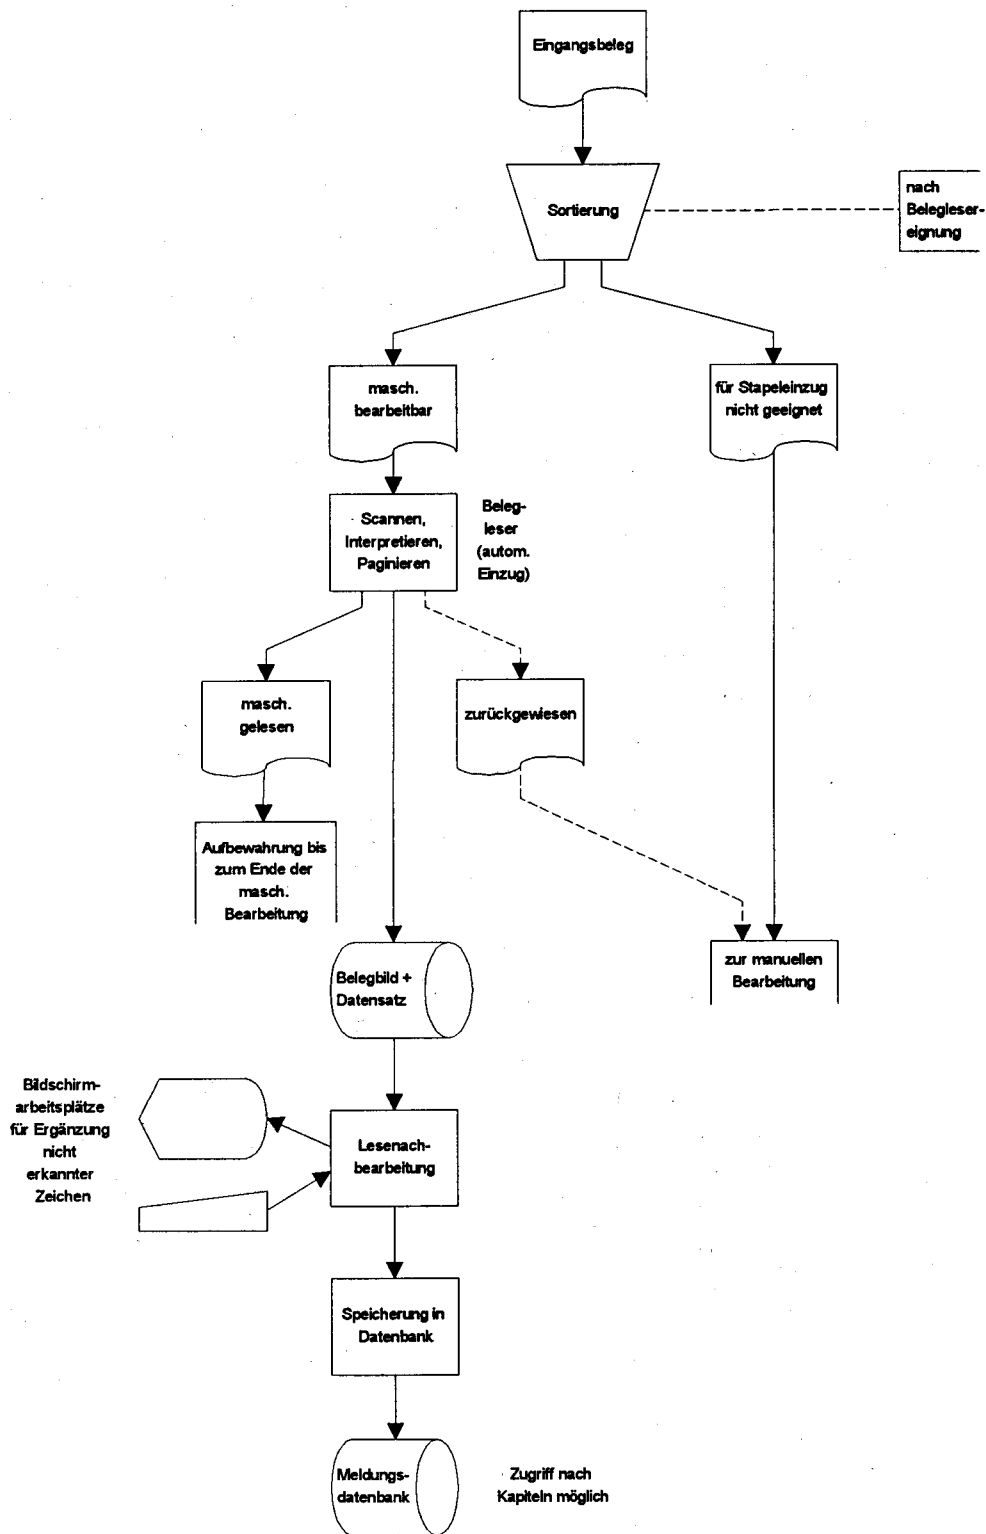 Eingangsbeleg
Sortierung
nach
Belegleser-
eignung
masch.
bearbeitbar
für Stapeleinzug
nicht geeignet
Scannen,
Interpretieren,
Paginieren
Beleg-
leser
(autom.
Einzug)
masch.
gelesen
zurückgewiesen
Aufbewahrung bis
zum Ende der
masch.
Bearbeitung
zur manuellen
Bearbeitung
Belegbild +
Datensatz
Bildschirm-
arbeitsplätze
für Ergänzung
nicht
erkannter
Zeichen
Lesenach-
bearbeitung
Speicherung in
Datenbank
Meldungs-
datenbank
Zugriff nach
Kapiteln möglich